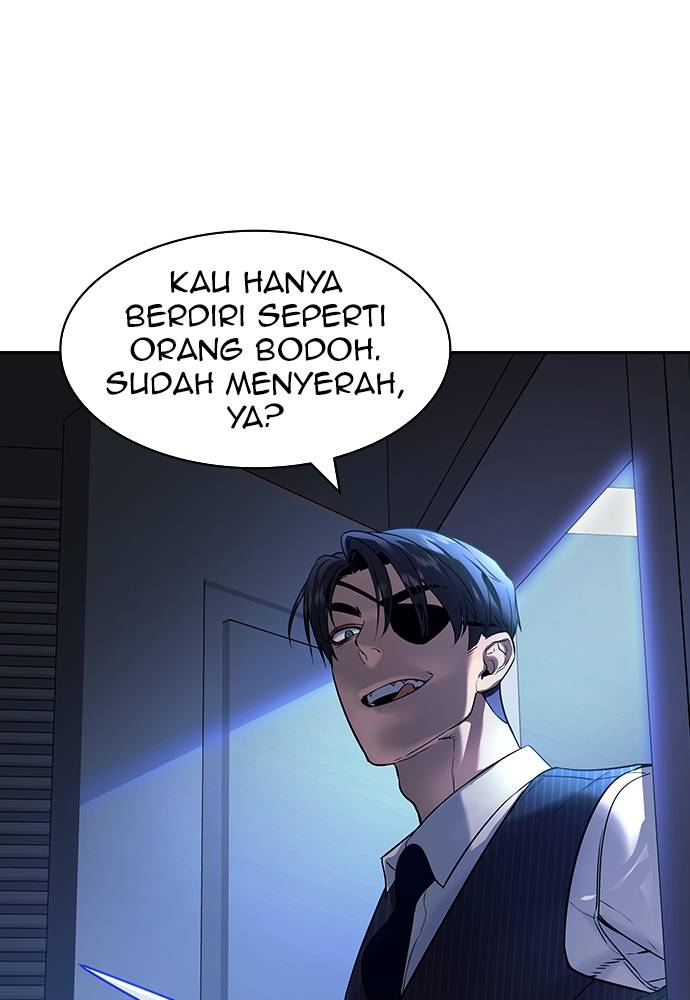 KAU HANYA
BERDIRI SEPERTI
ORANG BODOH.
SUDAH MENYERAH,
YA?